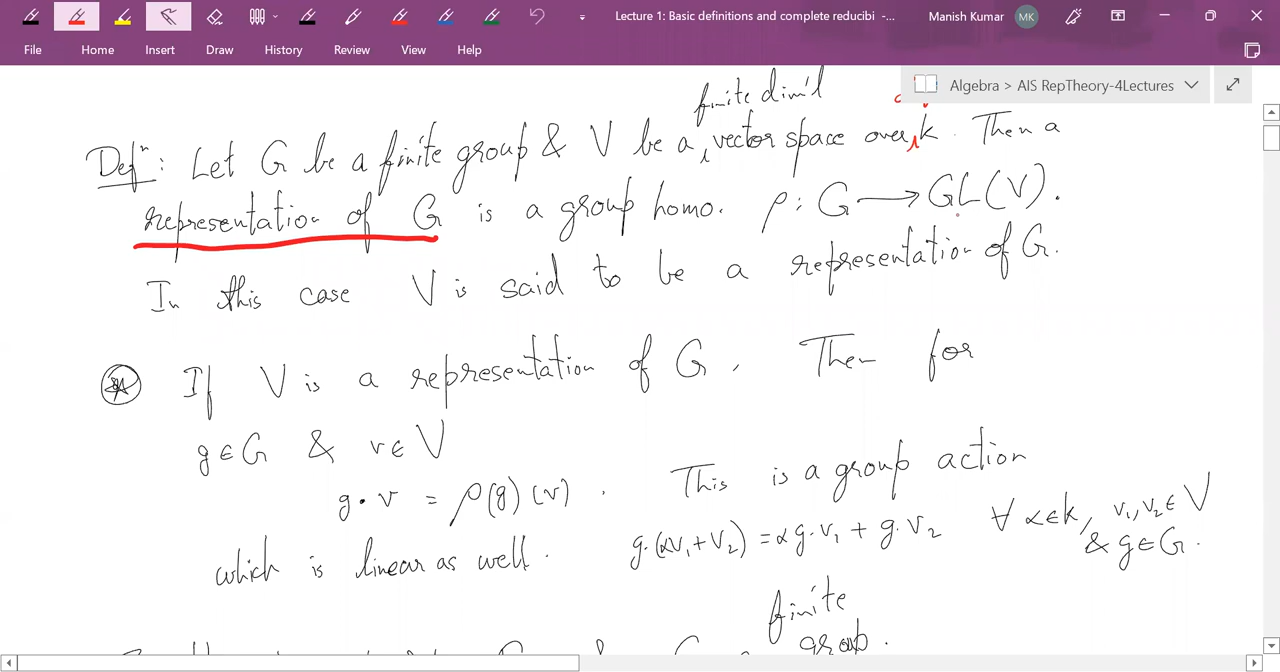 Lecture 1: Basic definitions and complete reducibi -...
Manish Kumar MK
File Home Insert Draw History Review View Help
Algebra > AIS RepTheory-4Lectures
finite dim'l
Defⁿ: Let G be a finite group & V be a vector space over k. Then a
representation of G is a group homo. ρ: G ⟶ GL(V).
In this case V is said to be a representation of G.
If V is a representation of G, Then for
g ∈ G & v ∈ V
g·v = ρ(g)(v). This is a group action
which is linear as well. g·(αv₁+v₂) = αg·v₁ + g·v₂ ∀ α∈k, v₁,v₂∈V
& g∈G.
finite
group.